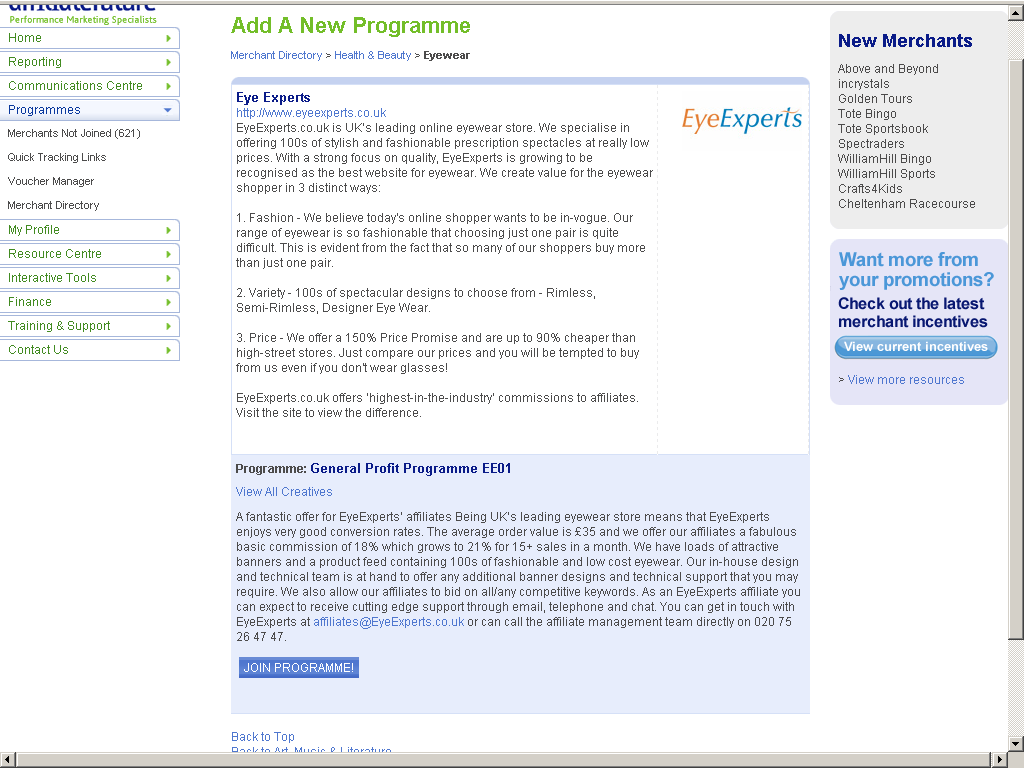 Performance Marketing Specialists
Home
Reporting
Communications Centre
Programmes
Merchants Not Joined (621)
Quick Tracking Links
Voucher Manager
Merchant Directory
My Profile
Resource Centre
Interactive Tools
Finance
Training & Support
Contact Us
Add A New Programme
Merchant Directory > Health & Beauty > Eyewear
Eye Experts
http://www.eyeexperts.co.uk
EyeExperts.co.uk is UK's leading online eyewear store. We specialise in
offering 100s of stylish and fashionable prescription spectacles at really low
prices. With a strong focus on quality, EyeExperts is growing to be
recognised as the best website for eyewear. We create value for the eyewear
shopper in 3 distinct ways:
1. Fashion - We believe today's online shopper wants to be in-vogue. Our
range of eyewear is so fashionable that choosing just one pair is quite
difficult. This is evident from the fact that so many of our shoppers buy more
than just one pair.
2. Variety - 100s of spectacular designs to choose from - Rimless,
Semi-Rimless, Designer Eye Wear.
3. Price - We offer a 150% Price Promise and are up to 90% cheaper than
high-street stores. Just compare our prices and you will be tempted to buy
from us even if you don't wear glasses!
EyeExperts.co.uk offers 'highest-in-the-industry' commissions to affiliates.
Visit the site to view the difference.
EyeExperts
Programme: General Profit Programme EE01
View All Creatives
A fantastic offer for EyeExperts' affiliates Being UK's leading eyewear store means that EyeExperts
enjoys very good conversion rates. The average order value is £35 and we offer our affiliates a fabulous
basic commission of 18% which grows to 21% for 15+ sales in a month. We have loads of attractive
banners and a product feed containing 100s of fashionable and low cost eyewear. Our in-house design
and technical team is at hand to offer any additional banner designs and technical support that you may
require. We also allow our affiliates to bid on all/any competitive keywords. As an EyeExperts affiliate you
can expect to receive cutting edge support through email, telephone and chat. You can get in touch with
EyeExperts at affiliates@EyeExperts.co.uk or can call the affiliate management team directly on 020 75
26 47 47.
JOIN PROGRAMME!
Back to Top
Back to Art, Music & Literature
New Merchants
Above and Beyond
incrystals
Golden Tours
Tote Bingo
Tote Sportsbook
Spectraders
WilliamHill Bingo
WilliamHill Sports
Crafts4Kids
Cheltenham Racecourse
Want more from
your promotions?
Check out the latest
merchant incentives
View current incentives
> View more resources